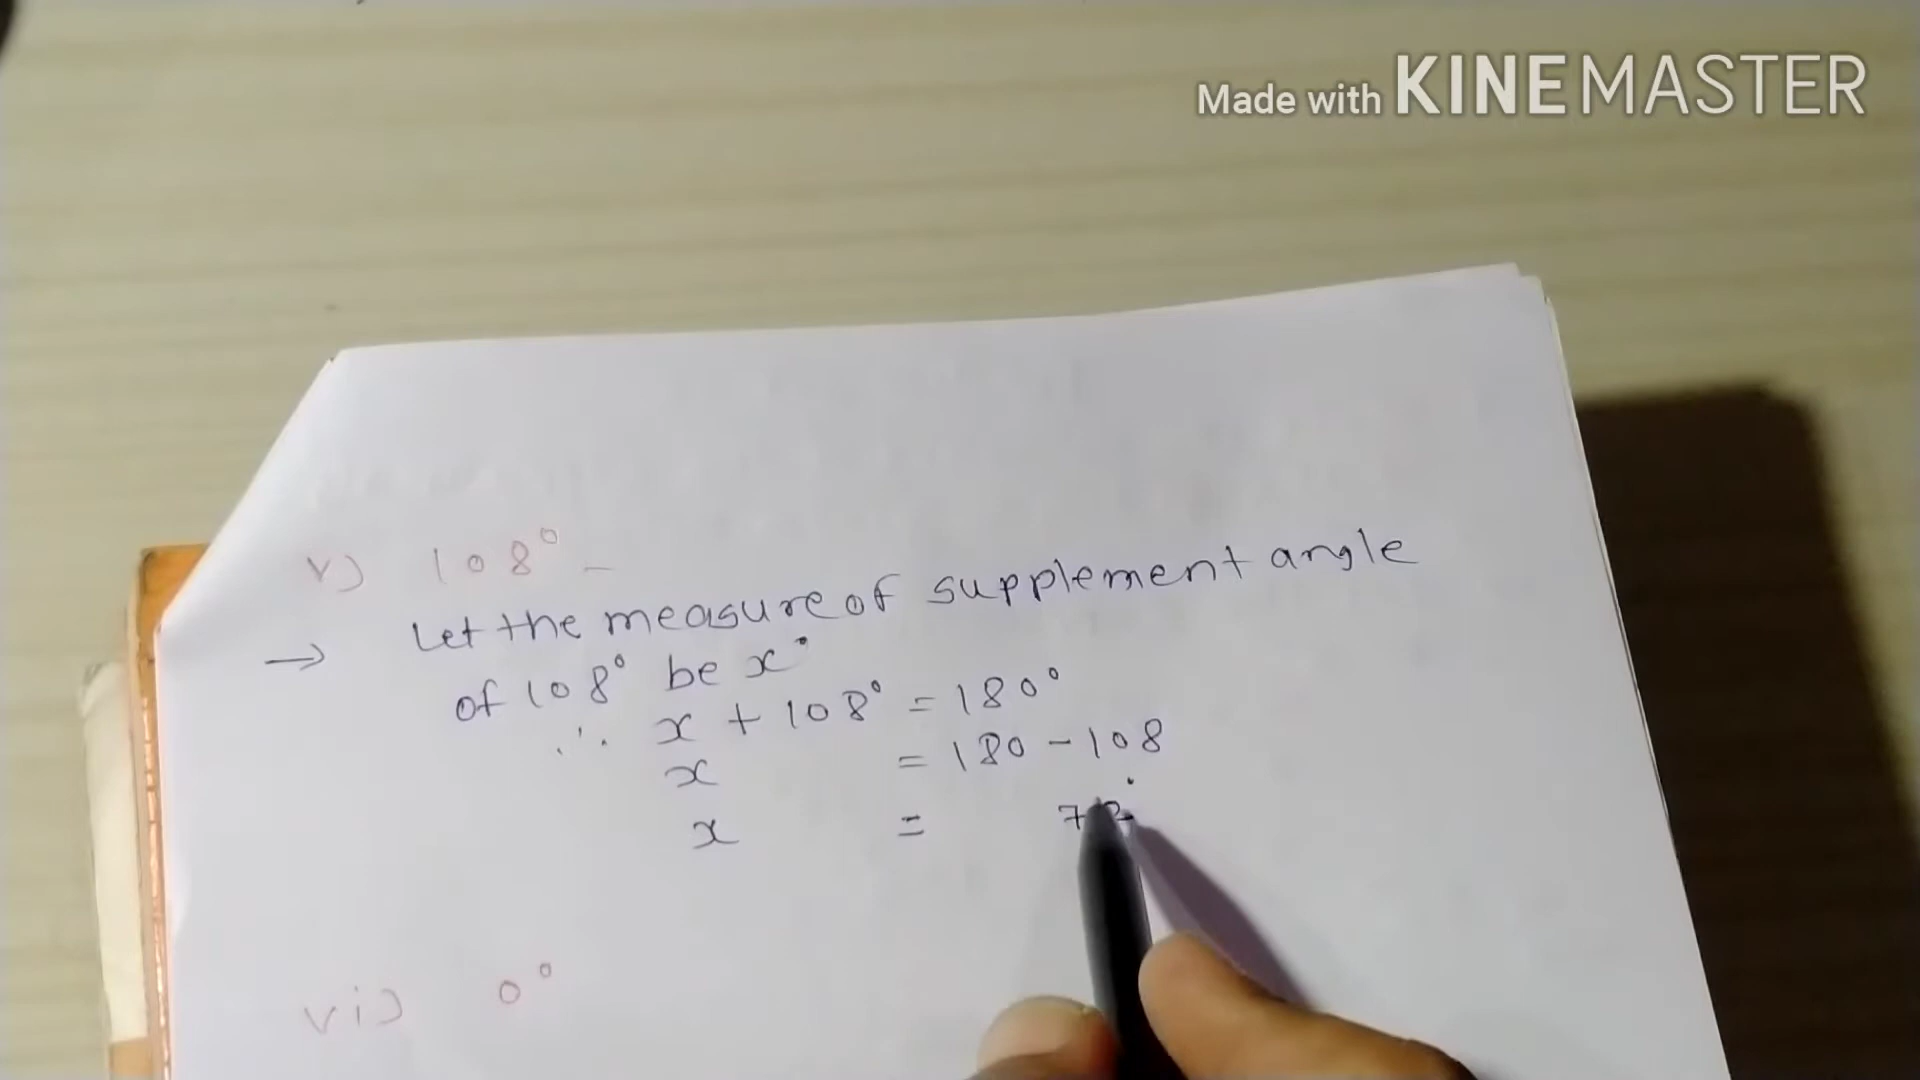 Made with KINEMASTER
v) 108° -
→ Let the measure of supplement angle
of 108° be x°
∴ x + 108° = 180°
x = 180 - 108
x = 72°
vi) 0°